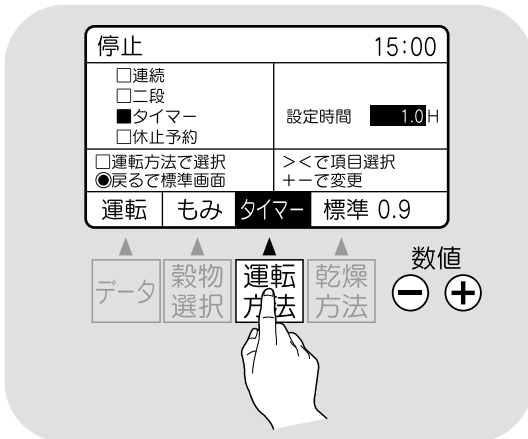 停止 15:00
□連続
□二段
■タイマー
□休止予約
設定時間 1.0H
□運転方法で選択
◉戻るで標準画面
><で項目選択
+-で変更
運転 もみ タイマー 標準 0.9
データ
穀物
選択
運転
方法
乾燥
方法
数値